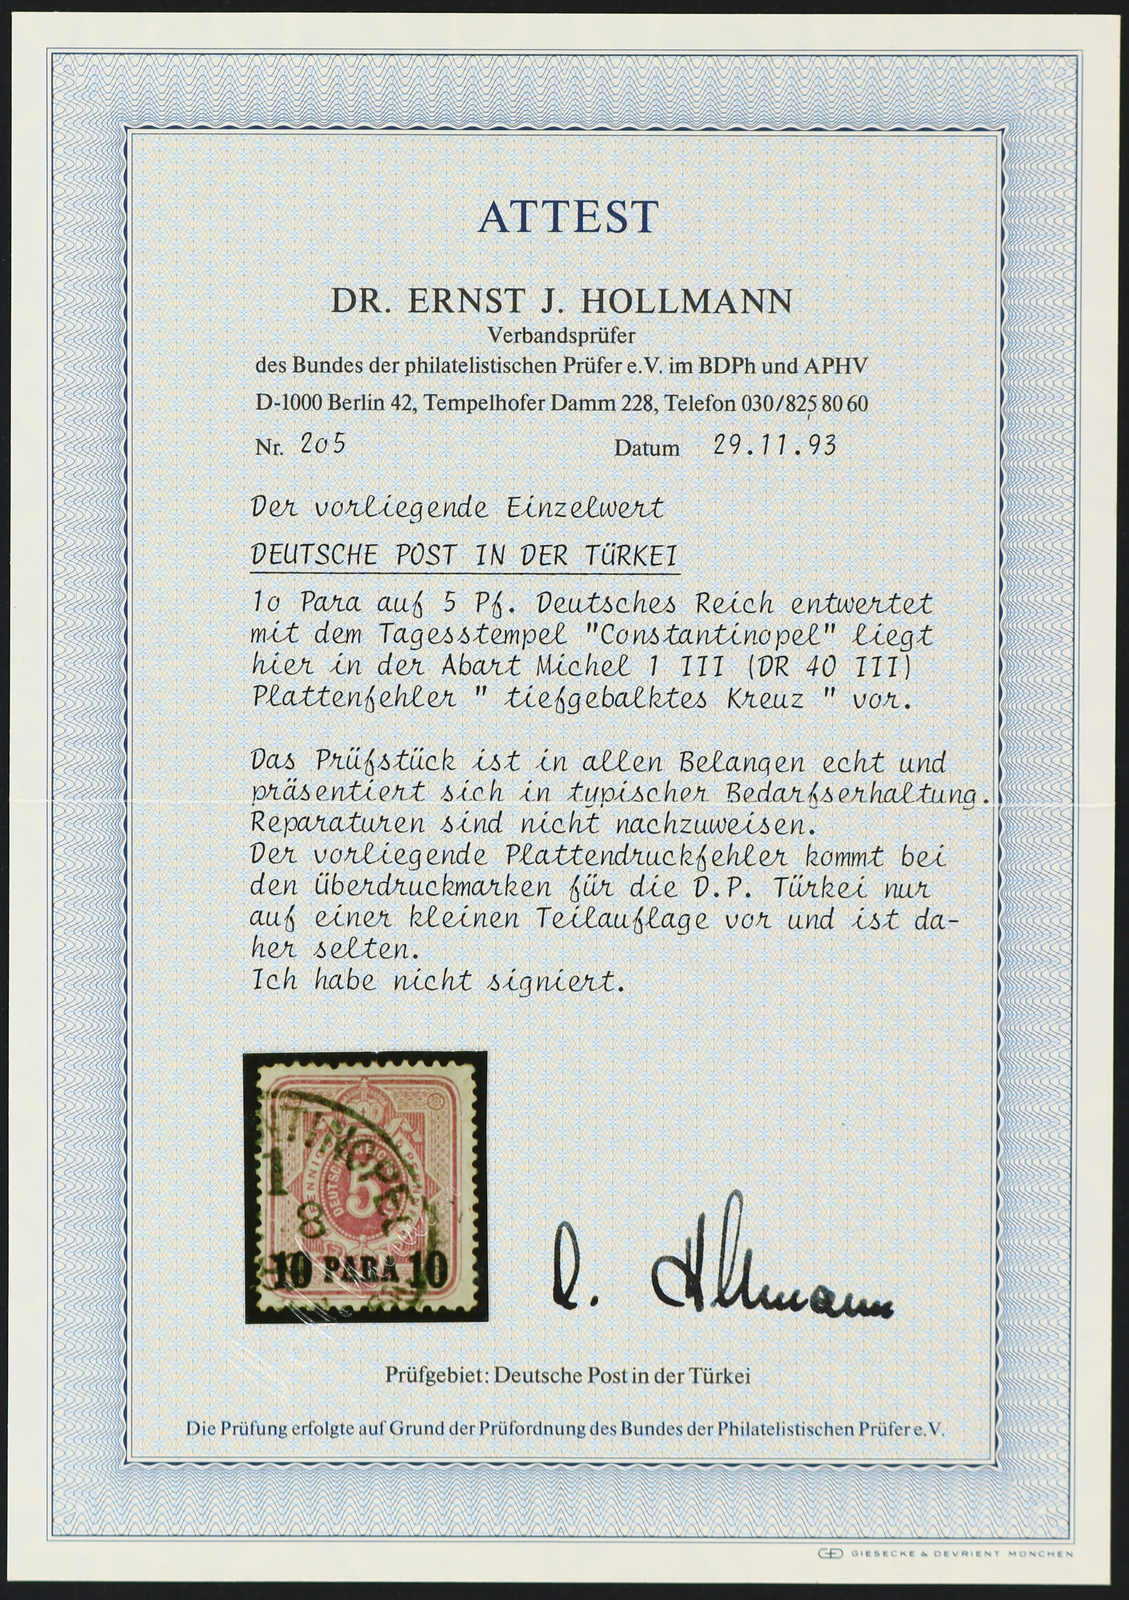 ATTEST
DR. ERNST J. HOLLMANN
Verbandsprüfer
des Bundes der philatelistischen Prüfer e.V. im BDPh und APHV
D-1000 Berlin 42, Tempelhofer Damm 228, Telefon 030/825 80 60
Nr. 2o5 Datum 29.11.93
Der vorliegende Einzelwert
DEUTSCHE POST IN DER TÜRKEI
1o Para auf 5 Pf. Deutsches Reich entwertet
mit dem Tagesstempel "Constantinopel" liegt
hier in der Abart Michel 1 III (DR 40 III)
Plattenfehler " tiefgebalktes Kreuz " vor.
Das Prüfstück ist in allen Belangen echt und
präsentiert sich in typischer Bedarfserhaltung.
Reparaturen sind nicht nachzuweisen.
Der vorliegende Plattendruckfehler kommt bei
den Überdruckmarken für die D.P. Türkei nur
auf einer kleinen Teilauflage vor und ist da-
her selten.
Ich habe nicht signiert.
5
8
10 PARA 10
Hollmann
Prüfgebiet: Deutsche Post in der Türkei
Die Prüfung erfolgte auf Grund der Prüfordnung des Bundes der Philatelistischen Prüfer e.V.
GIESECKE & DEVRIENT MÜNCHEN